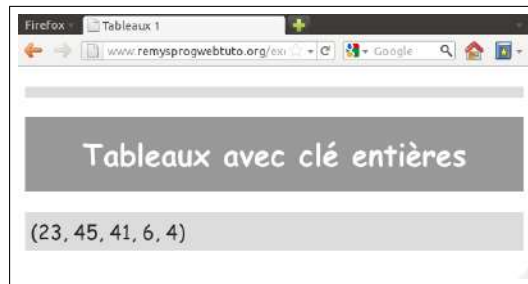 Firefox
Tableaux 1
www.remysprogwebtuto.org/ex
Google
Tableaux avec clé entières
(23, 45, 41, 6, 4)